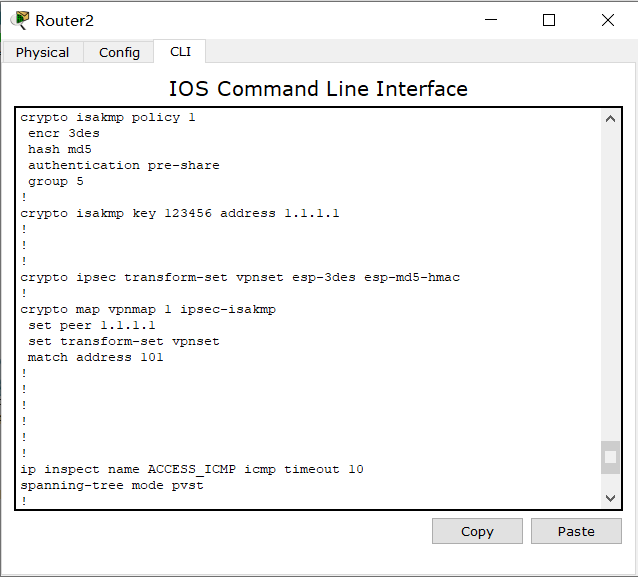 Router2
Physical Config CLI
IOS Command Line Interface
crypto isakmp policy 1
 encr 3des
 hash md5
 authentication pre-share
 group 5
!
crypto isakmp key 123456 address 1.1.1.1
!
!
!
crypto ipsec transform-set vpnset esp-3des esp-md5-hmac
!
crypto map vpnmap 1 ipsec-isakmp
 set peer 1.1.1.1
 set transform-set vpnset
 match address 101
!
!
!
!
!
!
ip inspect name ACCESS_ICMP icmp timeout 10
spanning-tree mode pvst
!
Copy Paste